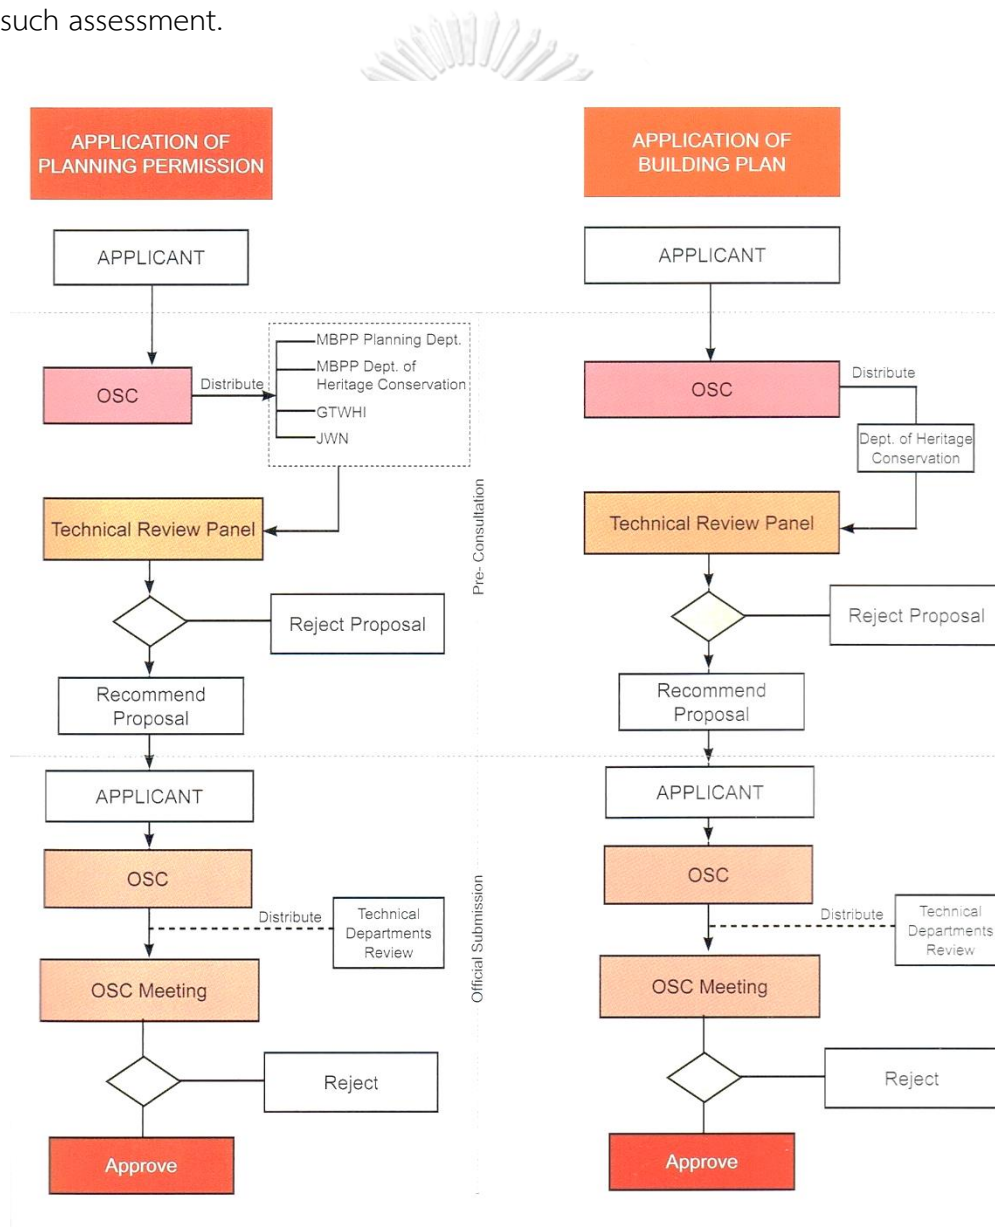 such assessment.
APPLICATION OF
PLANNING PERMISSION
APPLICANT
OSC
Distribute
MBPP Planning Dept.
MBPP Dept. of
Heritage Conservation
GTWHI
JWN
Technical Review Panel
Reject Proposal
Recommend
Proposal
APPLICANT
OSC
Distribute
Technical
Departments
Review
OSC Meeting
Reject
Approve
Pre- Consultation
Official Submission
APPLICATION OF
BUILDING PLAN
APPLICANT
OSC
Distribute
Dept. of Heritage
Conservation
Technical Review Panel
Reject Proposal
Recommend
Proposal
APPLICANT
OSC
Distribute
Technical
Departments
Review
OSC Meeting
Reject
Approve